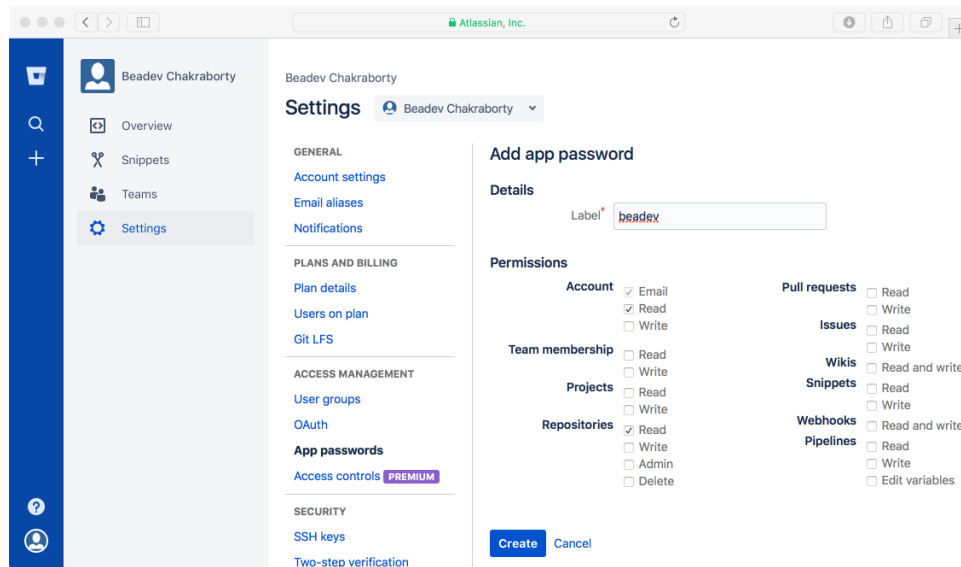 Atlassian, Inc.
Beadev Chakraborty
Overview
Snippets
Teams
Settings
Beadev Chakraborty
Settings
Beadev Chakraborty
GENERAL
Account settings
Email aliases
Notifications
PLANS AND BILLING
Plan details
Users on plan
Git LFS
ACCESS MANAGEMENT
User groups
OAuth
App passwords
Access controls PREMIUM
SECURITY
SSH keys
Two-step verification
Add app password
Details
Label* beadev
Permissions
Account
Email
Read
Write
Team membership
Read
Write
Projects
Read
Write
Repositories
Read
Write
Admin
Delete
Pull requests
Read
Write
Issues
Read
Write
Wikis
Read and write
Snippets
Read
Write
Webhooks
Read and write
Pipelines
Read
Write
Edit variables
Create Cancel